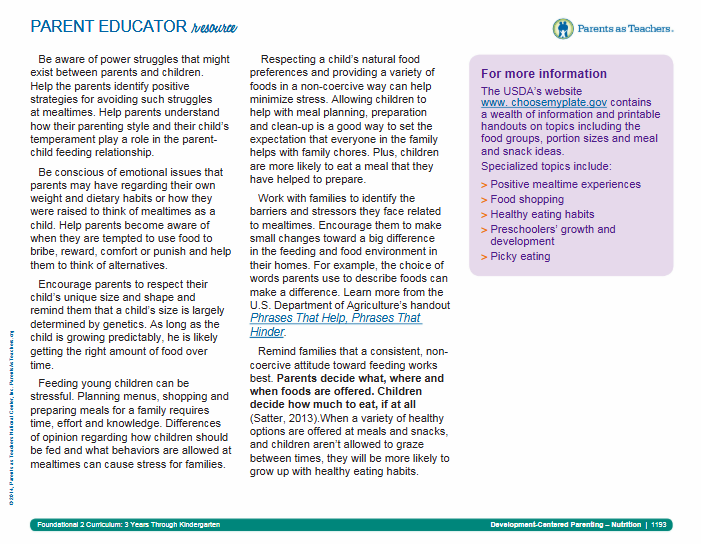 PARENT EDUCATOR resource
Parents as Teachers.
Be aware of power struggles that might
exist between parents and children.
Help the parents identify positive
strategies for avoiding such struggles
at mealtimes. Help parents understand
how their parenting style and their child's
temperament play a role in the parent-
child feeding relationship.
Be conscious of emotional issues that
parents may have regarding their own
weight and dietary habits or how they
were raised to think of mealtimes as a
child. Help parents become aware of
when they are tempted to use food to
bribe, reward, comfort or punish and help
them to think of alternatives.
Encourage parents to respect their
child's unique size and shape and
remind them that a child's size is largely
determined by genetics. As long as the
child is growing predictably, he is likely
getting the right amount of food over
time.
Feeding young children can be
stressful. Planning menus, shopping and
preparing meals for a family requires
time, effort and knowledge. Differences
of opinion regarding how children should
be fed and what behaviors are allowed at
mealtimes can cause stress for families.
Respecting a child's natural food
preferences and providing a variety of
foods in a non-coercive way can help
minimize stress. Allowing children to
help with meal planning, preparation
and clean-up is a good way to set the
expectation that everyone in the family
helps with family chores. Plus, children
are more likely to eat a meal that they
have helped to prepare.
Work with families to identify the
barriers and stressors they face related
to mealtimes. Encourage them to make
small changes toward a big difference
in the feeding and food environment in
their homes. For example, the choice of
words parents use to describe foods can
make a difference. Learn more from the
U.S. Department of Agriculture's handout
Phrases That Help, Phrases That
Hinder.
Remind families that a consistent, non-
coercive attitude toward feeding works
best. Parents decide what, where and
when foods are offered. Children
decide how much to eat, if at all
(Satter, 2013).When a variety of healthy
options are offered at meals and snacks,
and children aren't allowed to graze
between times, they will be more likely to
grow up with healthy eating habits.
For more information
The USDA's website
www. choosemyplate.gov contains
a wealth of information and printable
handouts on topics including the
food groups, portion sizes and meal
and snack ideas.
Specialized topics include:
> Positive mealtime experiences
> Food shopping
> Healthy eating habits
> Preschoolers' growth and
development
> Picky eating
© 2014, Parents as Teachers National Center, Inc. ParentsAsTeachers.org
Foundational 2 Curriculum: 3 Years Through Kindergarten
Development-Centered Parenting – Nutrition | 1193